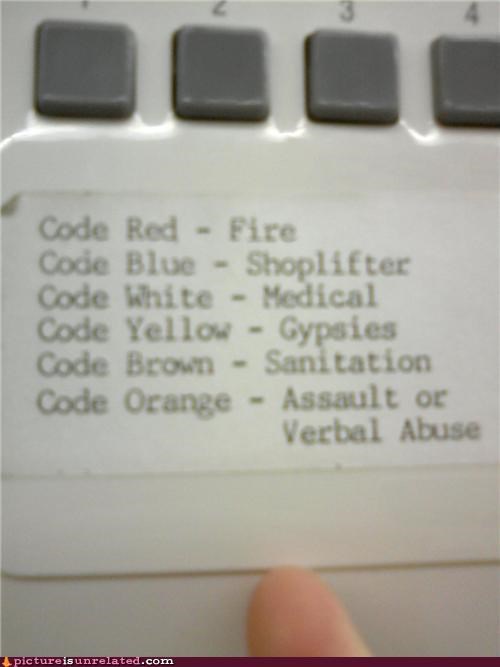 1 2 3 4
Code Red - Fire
Code Blue - Shoplifter
Code White - Medical
Code Yellow - Gypsies
Code Brown - Sanitation
Code Orange - Assault or
Verbal Abuse
pictureisunrelated.com